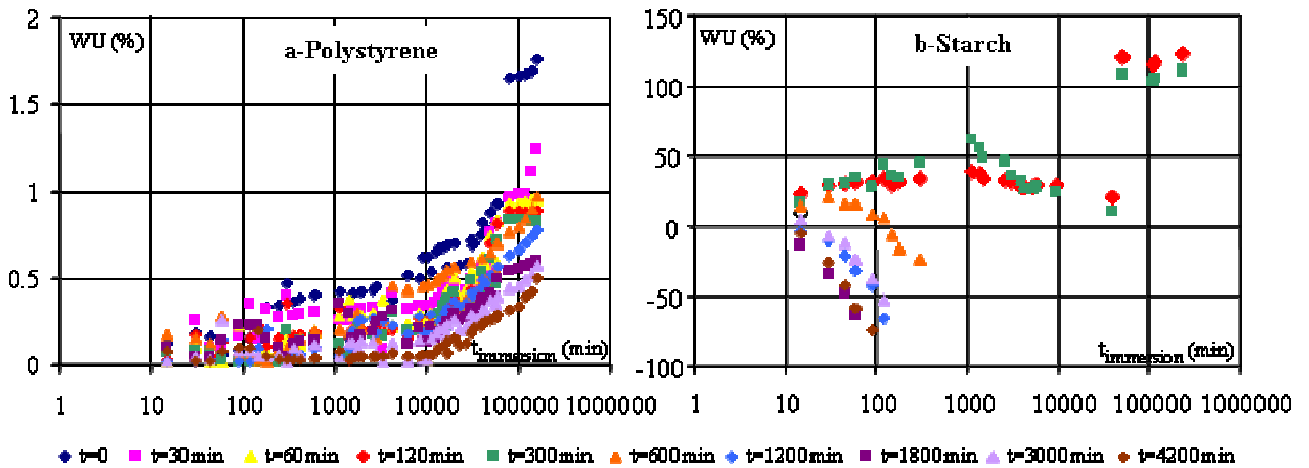 2
WU (%)
a-Polystyrene
1.5
1
0.5
0
t immersion (min)
1 10 100 1000 10000 100000 1000000
150
WU (%)
b-Starch
100
50
0
-50
-100
t immersion (min)
1 10 100 1000 10000 100000 1000000
t=0 t=30min t=60min t=120min t=300min t=600min t=1200min t=1800min t=3000min t=4200min